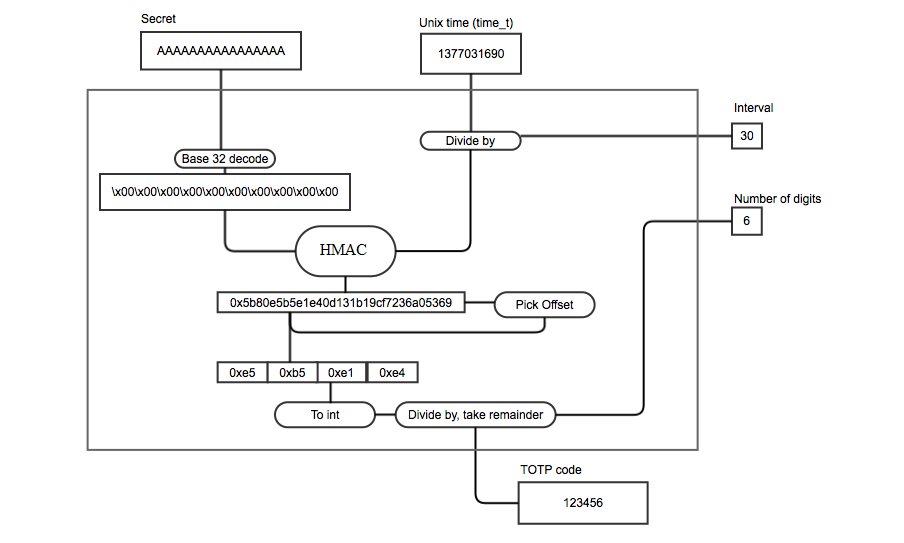 Secret
Unix time (time_t)
AAAAAAAAAAAAAAAA
1377031690
Interval
Divide by
30
Base 32 decode
\x00\x00\x00\x00\x00\x00\x00\x00\x00\x00
Number of digits
6
HMAC
0x5b80e5b5e1e40d131b19cf7236a05369
Pick Offset
0xe5 0xb5 0xe1 0xe4
To int
Divide by, take remainder
TOTP code
123456